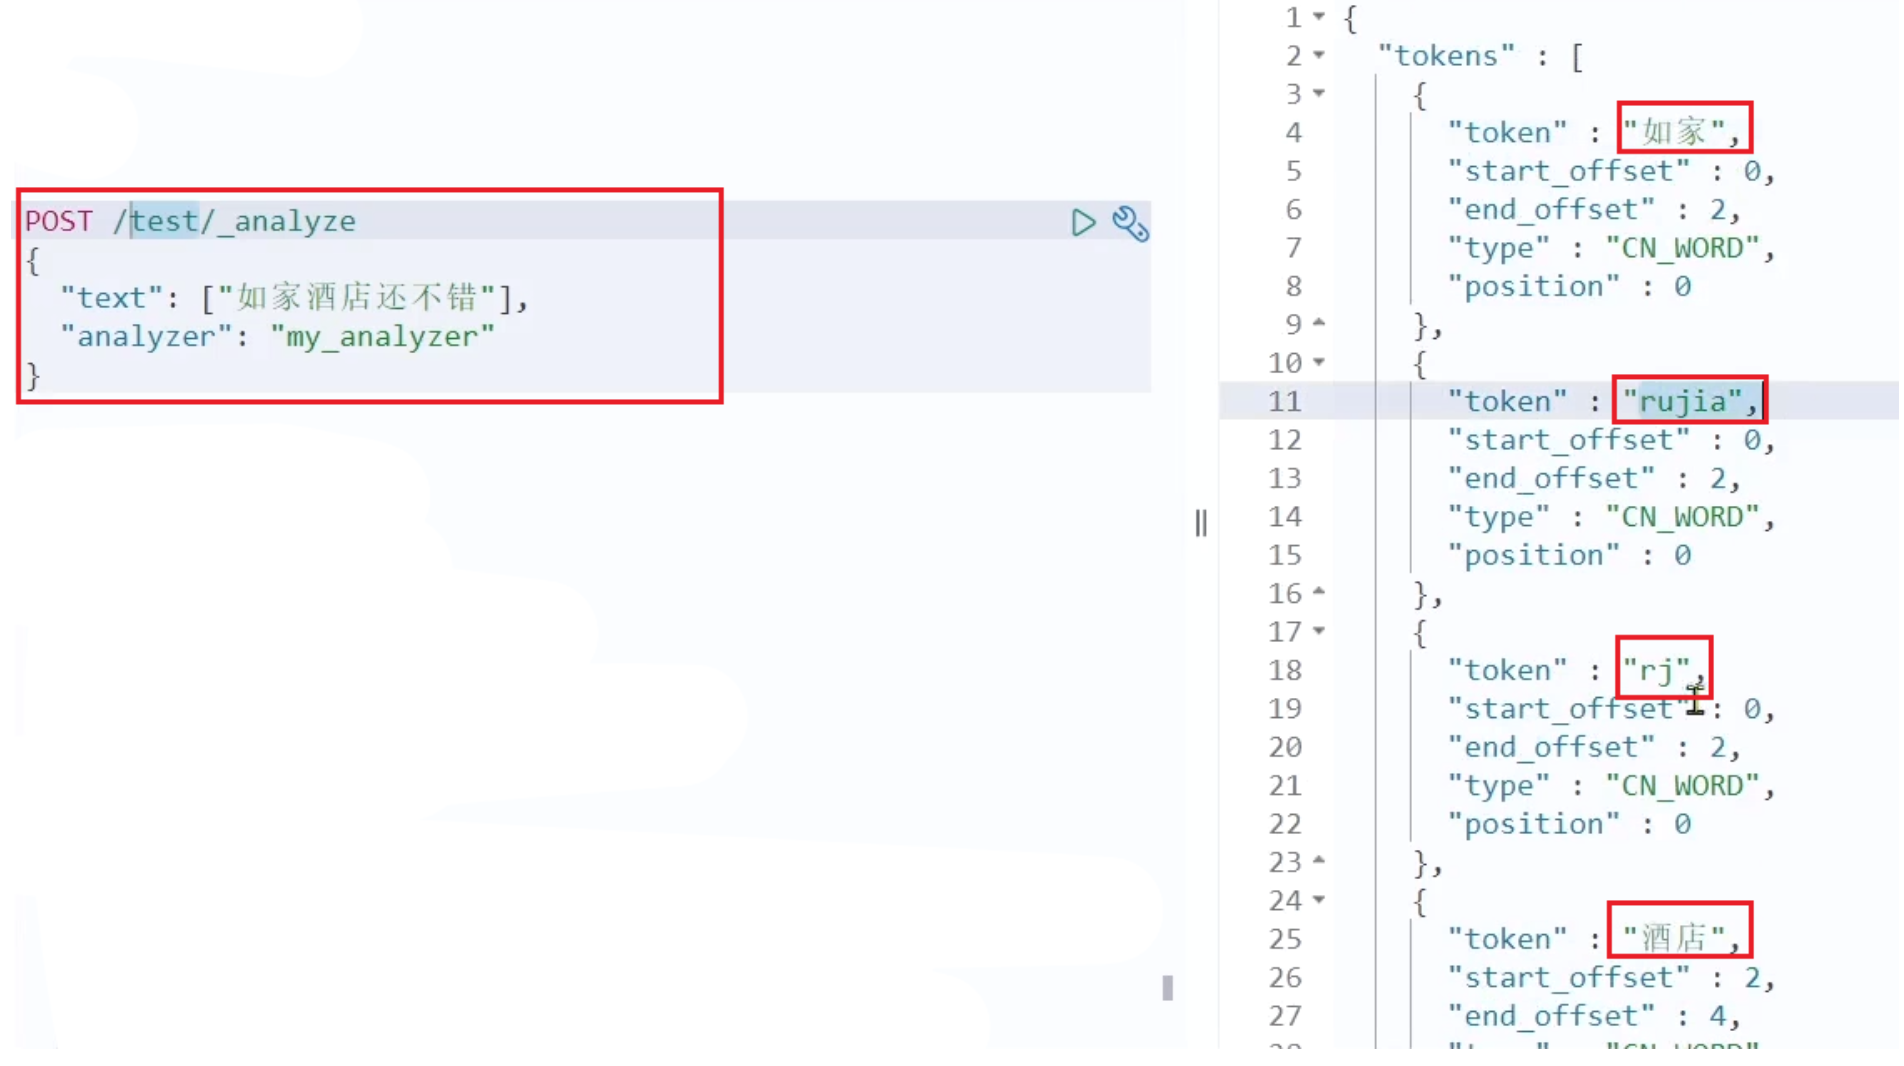 POST /test/_analyze
{
"text": ["如家酒店还不错"],
"analyzer": "my_analyzer"
}
1 {
2 "tokens" : [
3 {
4 "token" : "如家",
5 "start_offset" : 0,
6 "end_offset" : 2,
7 "type" : "CN_WORD",
8 "position" : 0
9 },
10 {
11 "token" : "rujia",
12 "start_offset" : 0,
13 "end_offset" : 2,
14 "type" : "CN_WORD",
15 "position" : 0
16 },
17 {
18 "token" : "rj",
19 "start_offset" : 0,
20 "end_offset" : 2,
21 "type" : "CN_WORD",
22 "position" : 0
23 },
24 {
25 "token" : "酒店",
26 "start_offset" : 2,
27 "end_offset" : 4,